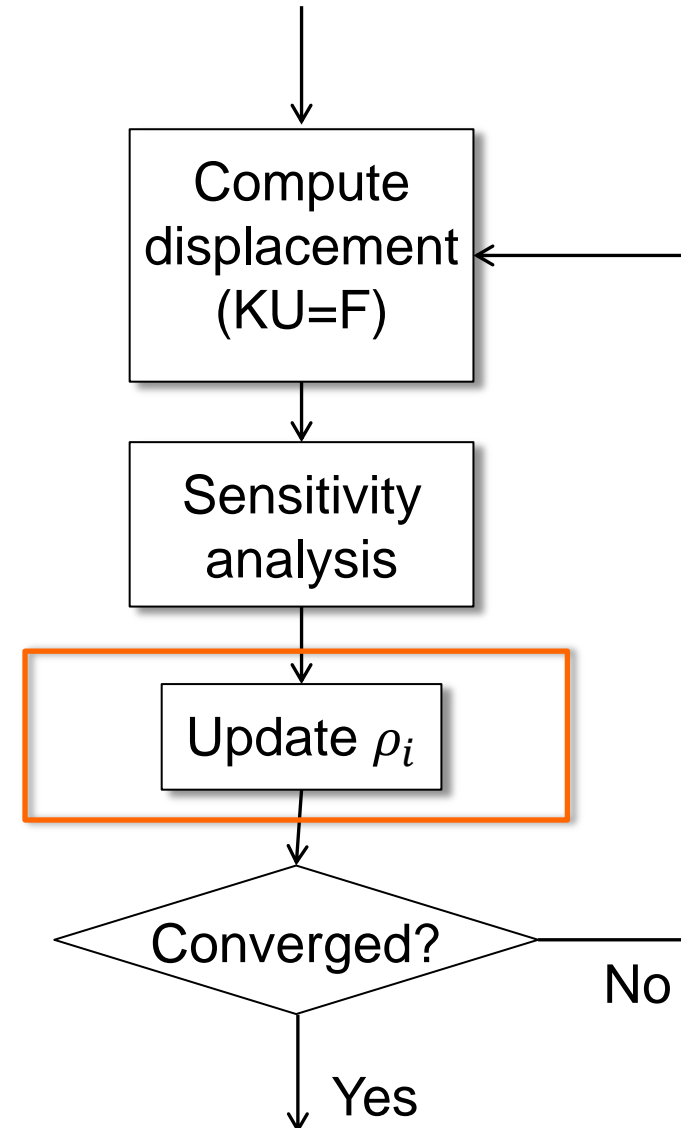 Compute
displacement
(KU=F)
Sensitivity
analysis
Update ρᵢ
Converged?
No
Yes